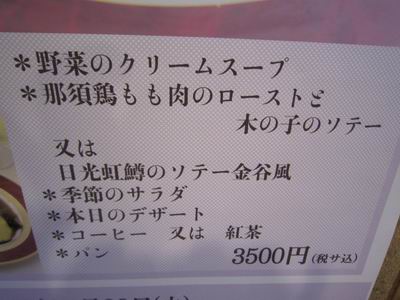 *野菜のクリームスープ
*那須鶏もも肉のローストと
木の子のソテー
又は
日光虹鱒のソテー金谷風
*季節のサラダ
*本日のデザート
*コーヒー 又は 紅茶
*パン 3500円(税サ込)